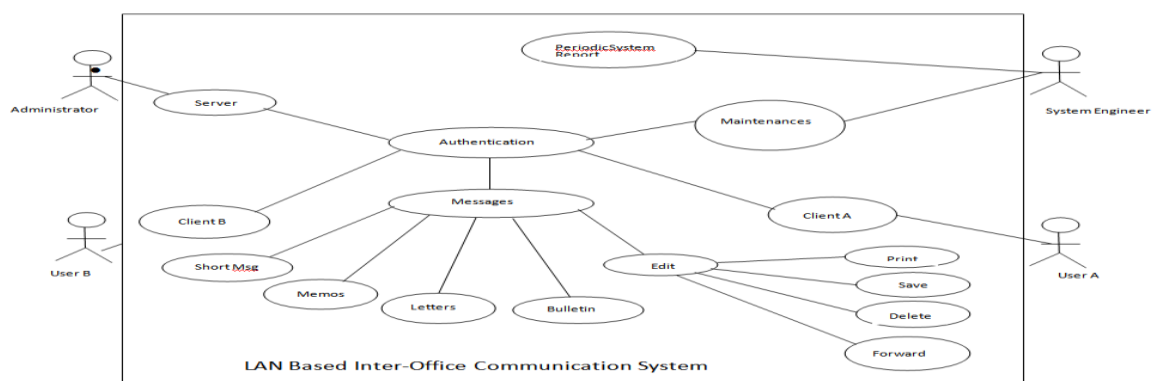 PeriodicSystem
Report
Administrator
Server
Maintenances
System Engineer
Authentication
Messages
Client B
Client A
User B
Short Msg
Edit
Print
User A
Memos
Save
Letters
Bulletin
Delete
Forward
LAN Based Inter-Office Communication System